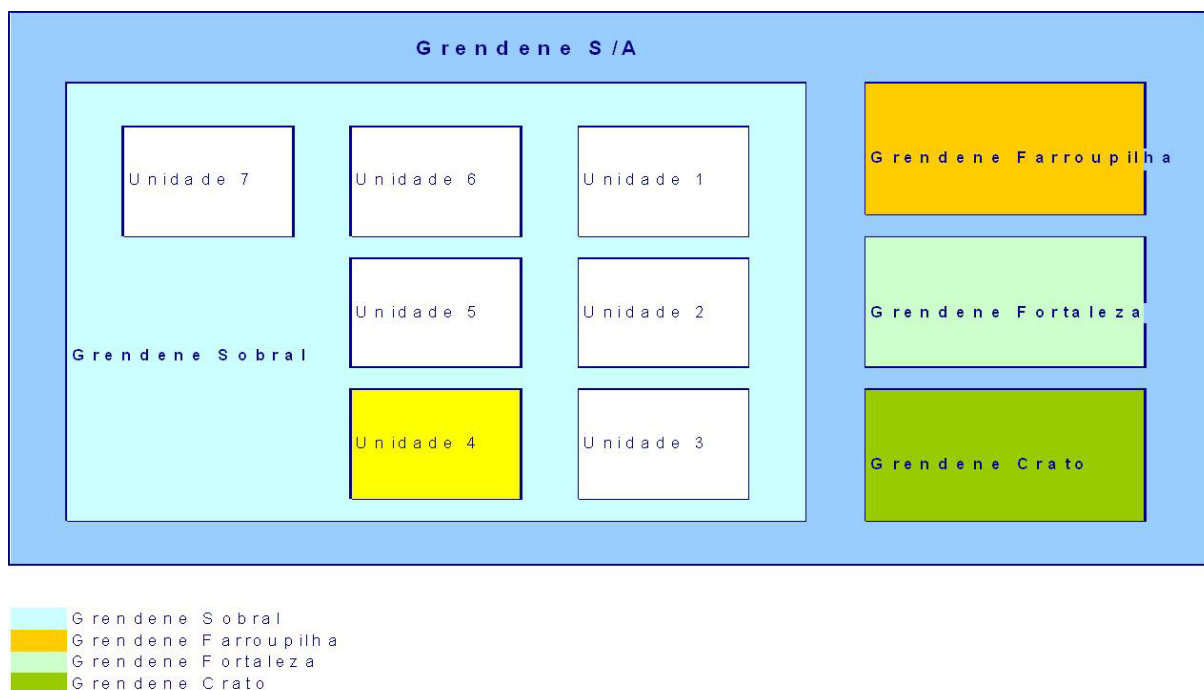 Grendene S/A
Unidade 7
Unidade 6
Unidade 1
Grendene Farroupilha
Unidade 5
Unidade 2
Grendene Fortaleza
Grendene Sobral
Unidade 4
Unidade 3
Grendene Crato
Grendene Sobral
Grendene Farroupilha
Grendene Fortaleza
Grendene Crato